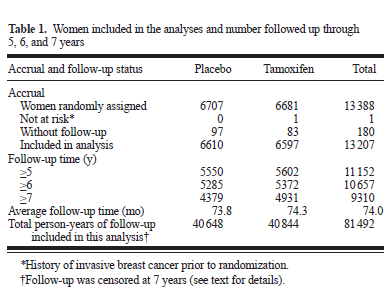 Table 1. Women included in the analyses and number followed up through
5, 6, and 7 years
Accrual and follow-up status Placebo Tamoxifen Total
Accrual
Women randomly assigned 6707 6681 13 388
Not at risk* 0 1 1
Without follow-up 97 83 180
Included in analysis 6610 6597 13 207
Follow-up time (y)
≥5 5550 5602 11 152
≥6 5285 5372 10 657
≥7 4379 4931 9310
Average follow-up time (mo) 73.8 74.3 74.0
Total person-years of follow-up 40 648 40 844 81 492
included in this analysis†
*History of invasive breast cancer prior to randomization.
†Follow-up was censored at 7 years (see text for details).